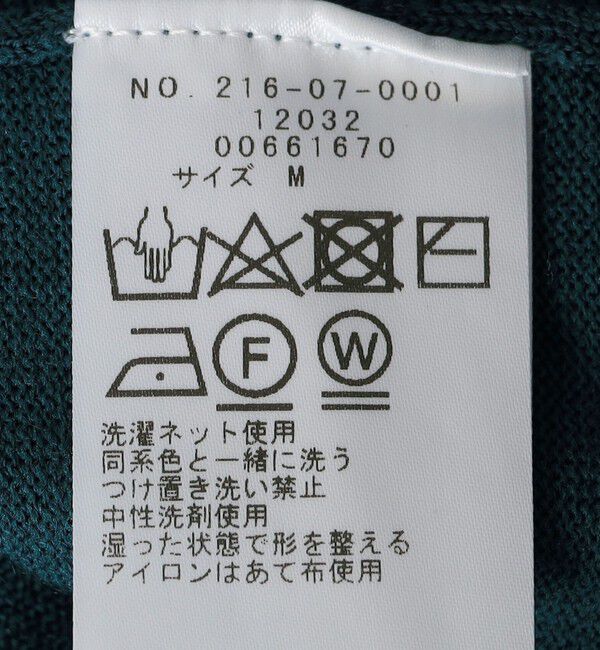 NO. 216-07-0001
12032
00661670
サイズ M
F W
洗濯ネット使用
同系色と一緒に洗う
つけ置き洗い禁止
中性洗剤使用
湿った状態で形を整える
アイロンはあて布使用